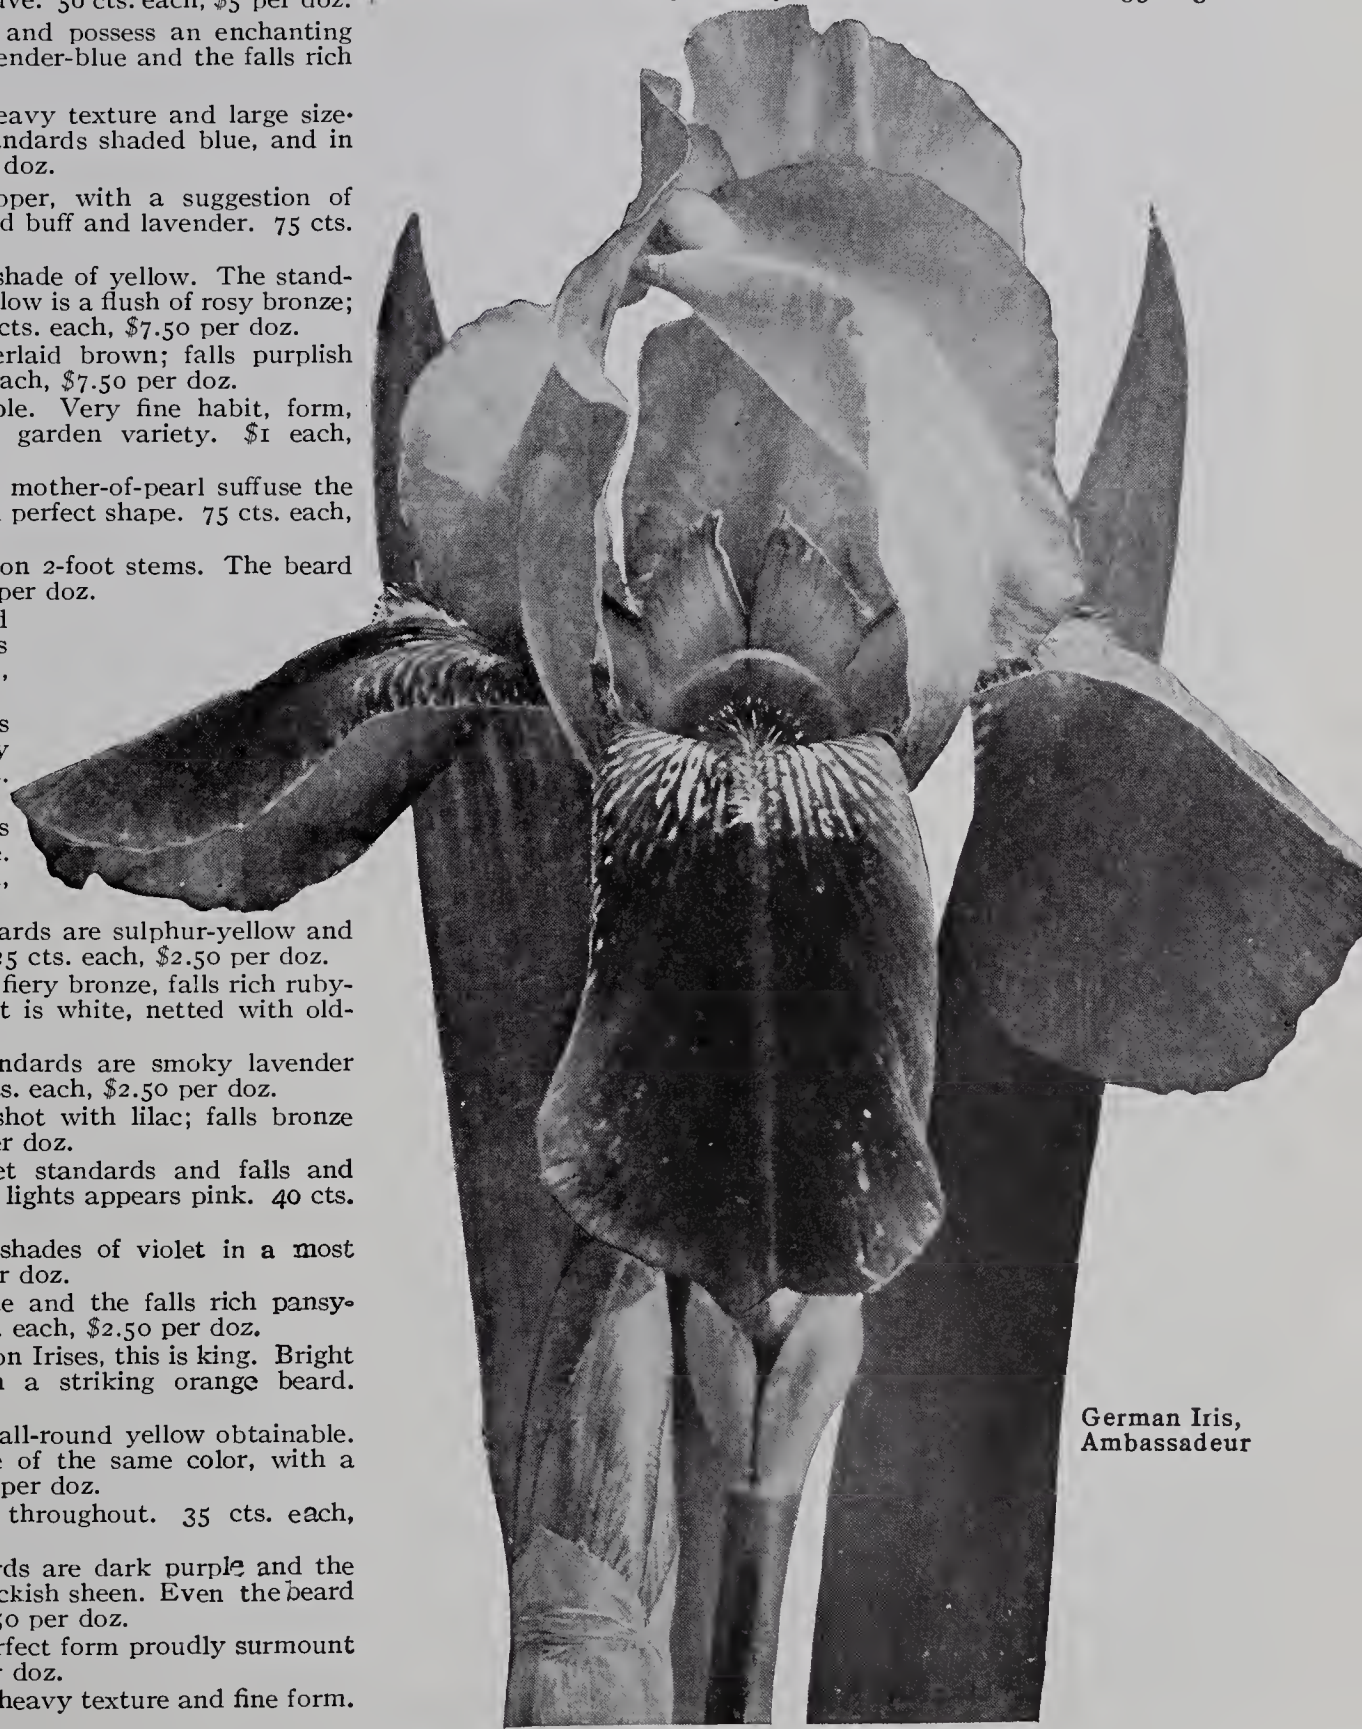 50 cts. each, $5 per doz.
and possess an enchanting
ender-blue and the falls rich
eavy texture and large size.
ndards shaded blue, and in
doz.
pper, with a suggestion of
d buff and lavender. 75 cts.
shade of yellow. The stand-
low is a flush of rosy bronze;
cts. each, $7.50 per doz.
erlaid brown; falls purplish
ach, $7.50 per doz.
ple. Very fine habit, form,
garden variety. $1 each,
mother-of-pearl suffuse the
perfect shape. 75 cts. each,
on 2-foot stems. The beard
per doz.
d
s
,
s
y
.
s
.
,
ards are sulphur-yellow and
25 cts. each, $2.50 per doz.
fiery bronze, falls rich ruby-
t is white, netted with old-
ndards are smoky lavender
s. each, $2.50 per doz.
shot with lilac; falls bronze
er doz.
et standards and falls and
lights appears pink. 40 cts.
shades of violet in a most
r doz.
e and the falls rich pansy-
. each, $2.50 per doz.
on Irises, this is king. Bright
a striking orange beard.
all-round yellow obtainable.
e of the same color, with a
per doz.
throughout. 35 cts. each,
rds are dark purple and the
ckish sheen. Even the beard
50 per doz.
rfect form proudly surmount
r doz.
heavy texture and fine form.
German Iris,
Ambassadeur